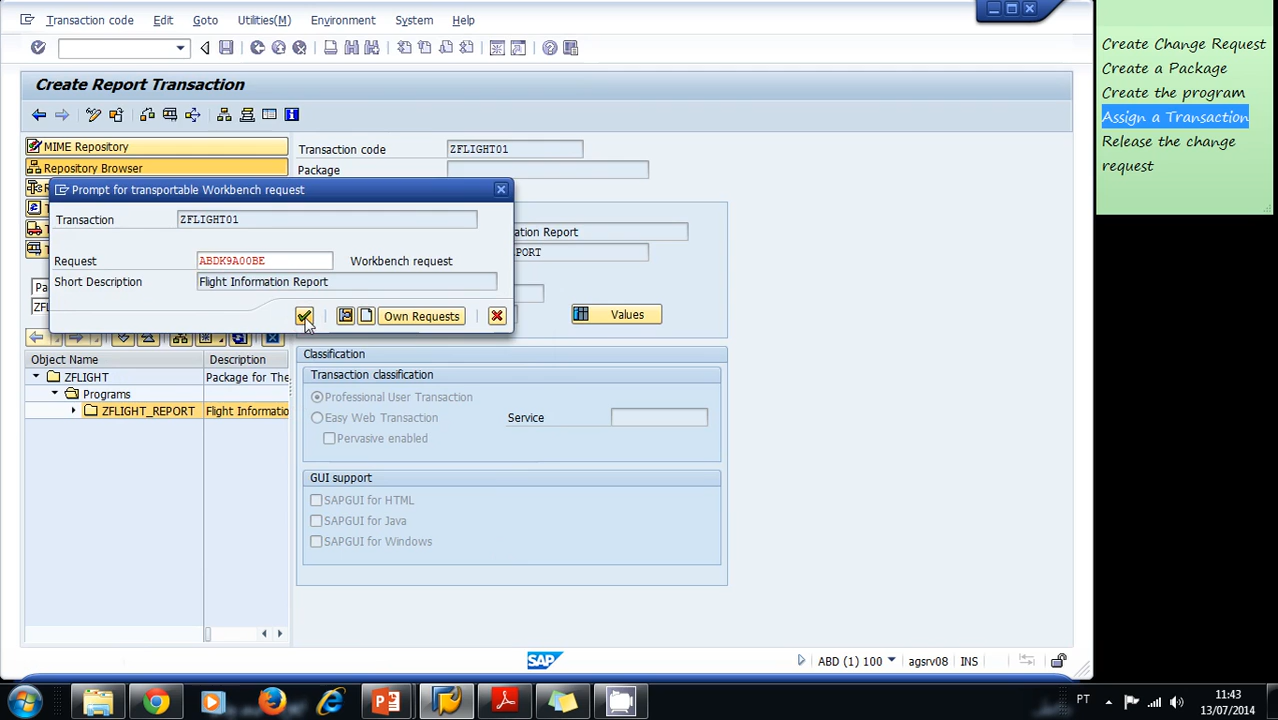 Transaction code Edit Goto Utilities(M) Environment System Help
Create Change Request
Create a Package
Create the program
Assign a Transaction
Release the change
request
Create Report Transaction
MIME Repository
Repository Browser
Transaction code ZFLIGHT01
Package
Prompt for transportable Workbench request
Transaction ZFLIGHT01
Request ABDK9A00BE Workbench request
Short Description Flight Information Report
Own Requests
ation Report
PORT
Pa
ZFL
Values
Object Name Description
ZFLIGHT Package for The
Programs
ZFLIGHT_REPORT Flight Informatio
Classification
Transaction classification
Professional User Transaction
Easy Web Transaction Service
Pervasive enabled
GUI support
SAPGUI for HTML
SAPGUI for Java
SAPGUI for Windows
SAP
ABD (1) 100 agsrv08 INS
PT
11:43
13/07/2014